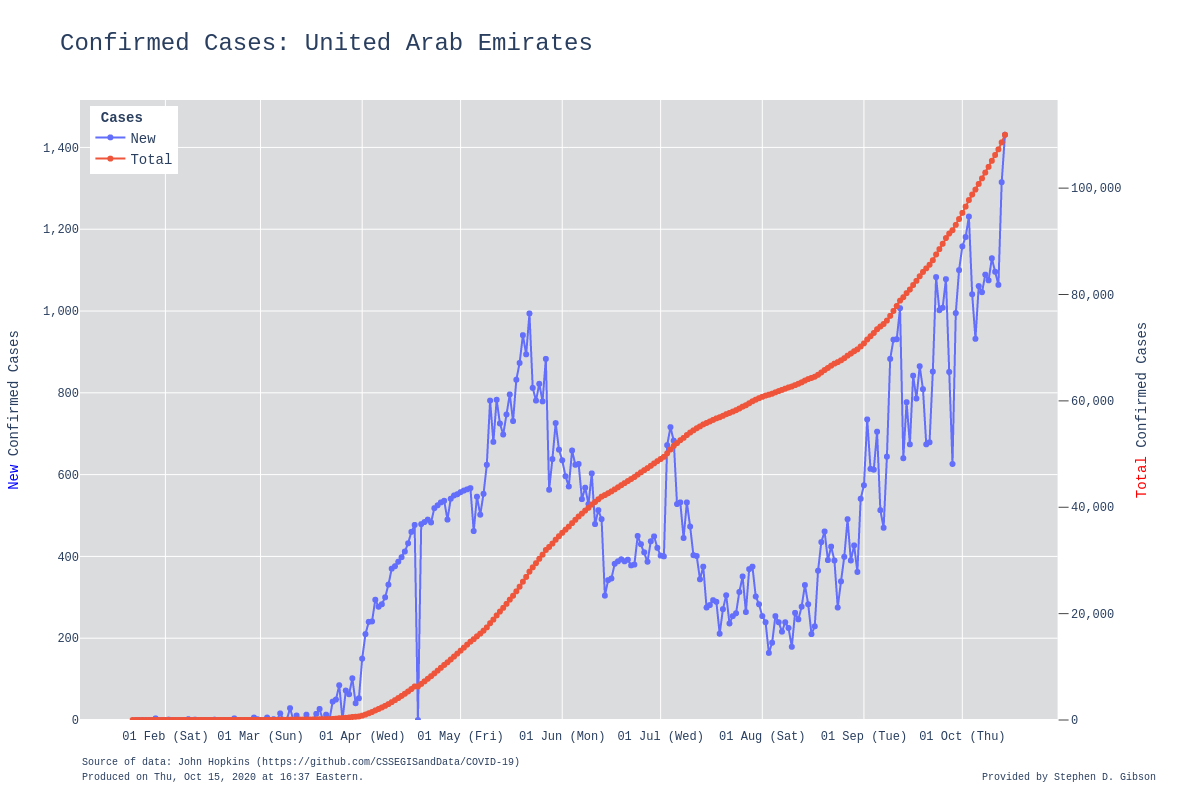 Confirmed Cases: United Arab Emirates
Cases
New
Total
1,400
1,200
1,000
800
600
400
200
0
100,000
80,000
60,000
40,000
20,000
0
New Confirmed Cases
Total Confirmed Cases
01 Feb (Sat) 01 Mar (Sun) 01 Apr (Wed) 01 May (Fri) 01 Jun (Mon) 01 Jul (Wed) 01 Aug (Sat) 01 Sep (Tue) 01 Oct (Thu)
Source of data: John Hopkins (https://github.com/CSSEGISandData/COVID-19)
Produced on Thu, Oct 15, 2020 at 16:37 Eastern.
Provided by Stephen D. Gibson